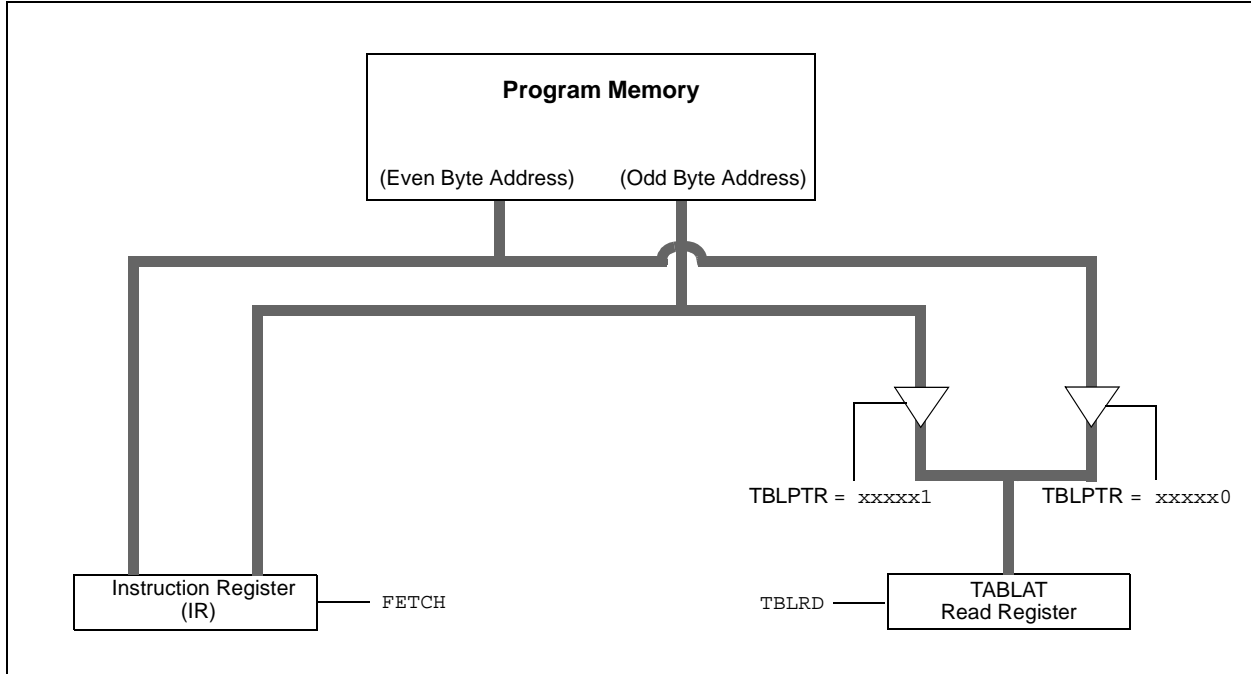 Program Memory
(Even Byte Address) (Odd Byte Address)
TBLPTR = xxxxx1 TBLPTR = xxxxx0
Instruction Register
(IR)
FETCH
TBLRD
TABLAT
Read Register